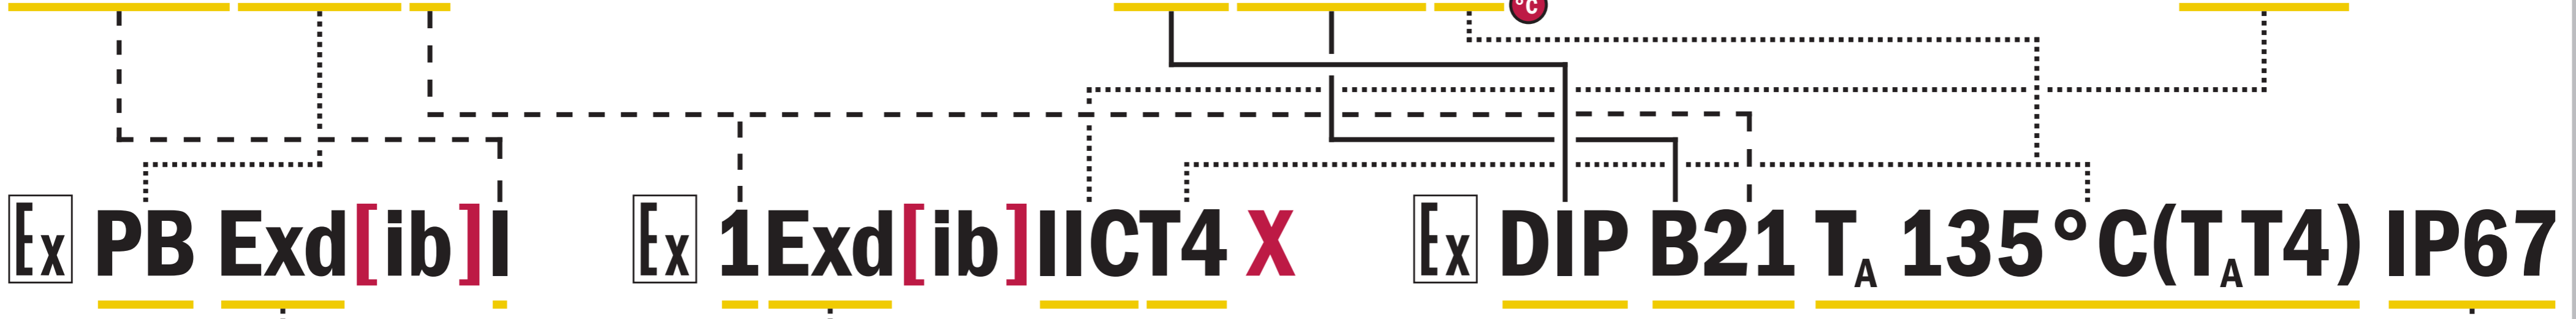 °C
Ex PB Exd[ib]I Ex 1Exd[ib]IICT4 X Ex DIP B21 TA 135°C(TAT4) IP67